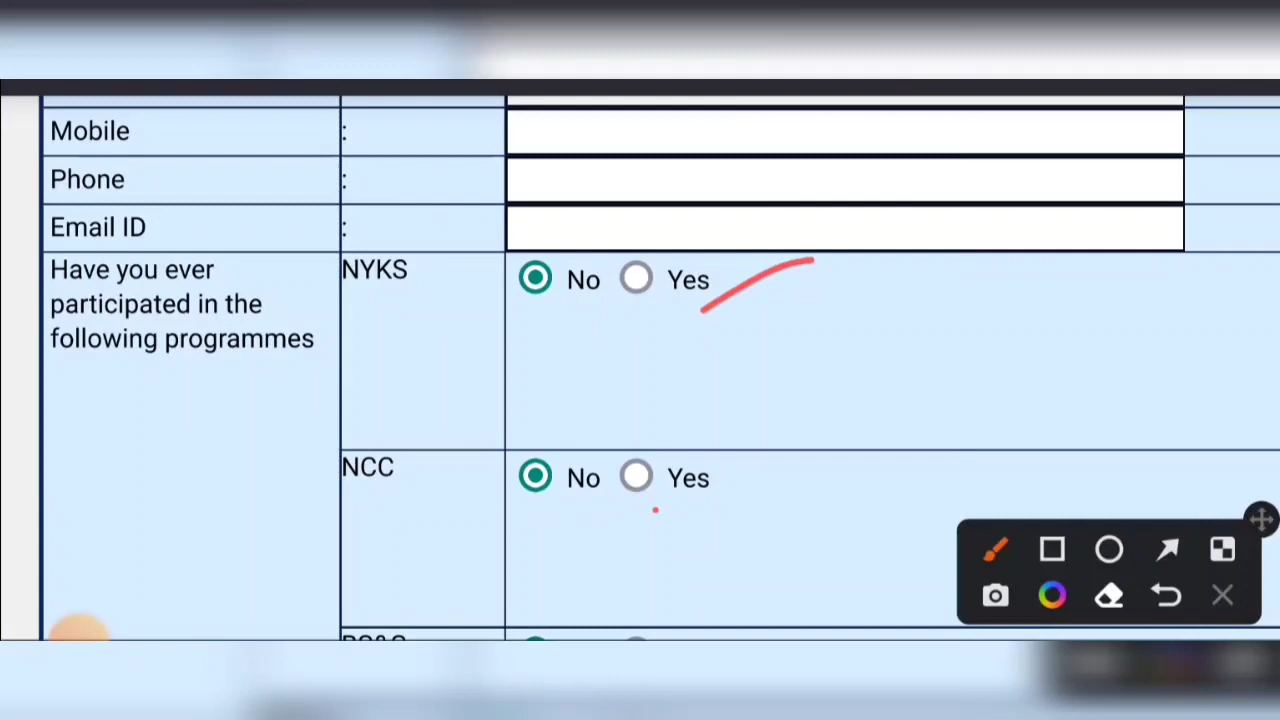 Mobile :
Phone :
Email ID :
Have you ever NYKS No Yes
participated in the
following programmes
NCC No Yes